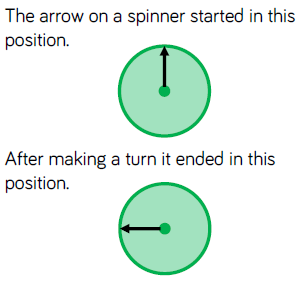 The arrow on a spinner started in this
position.
After making a turn it ended in this
position.